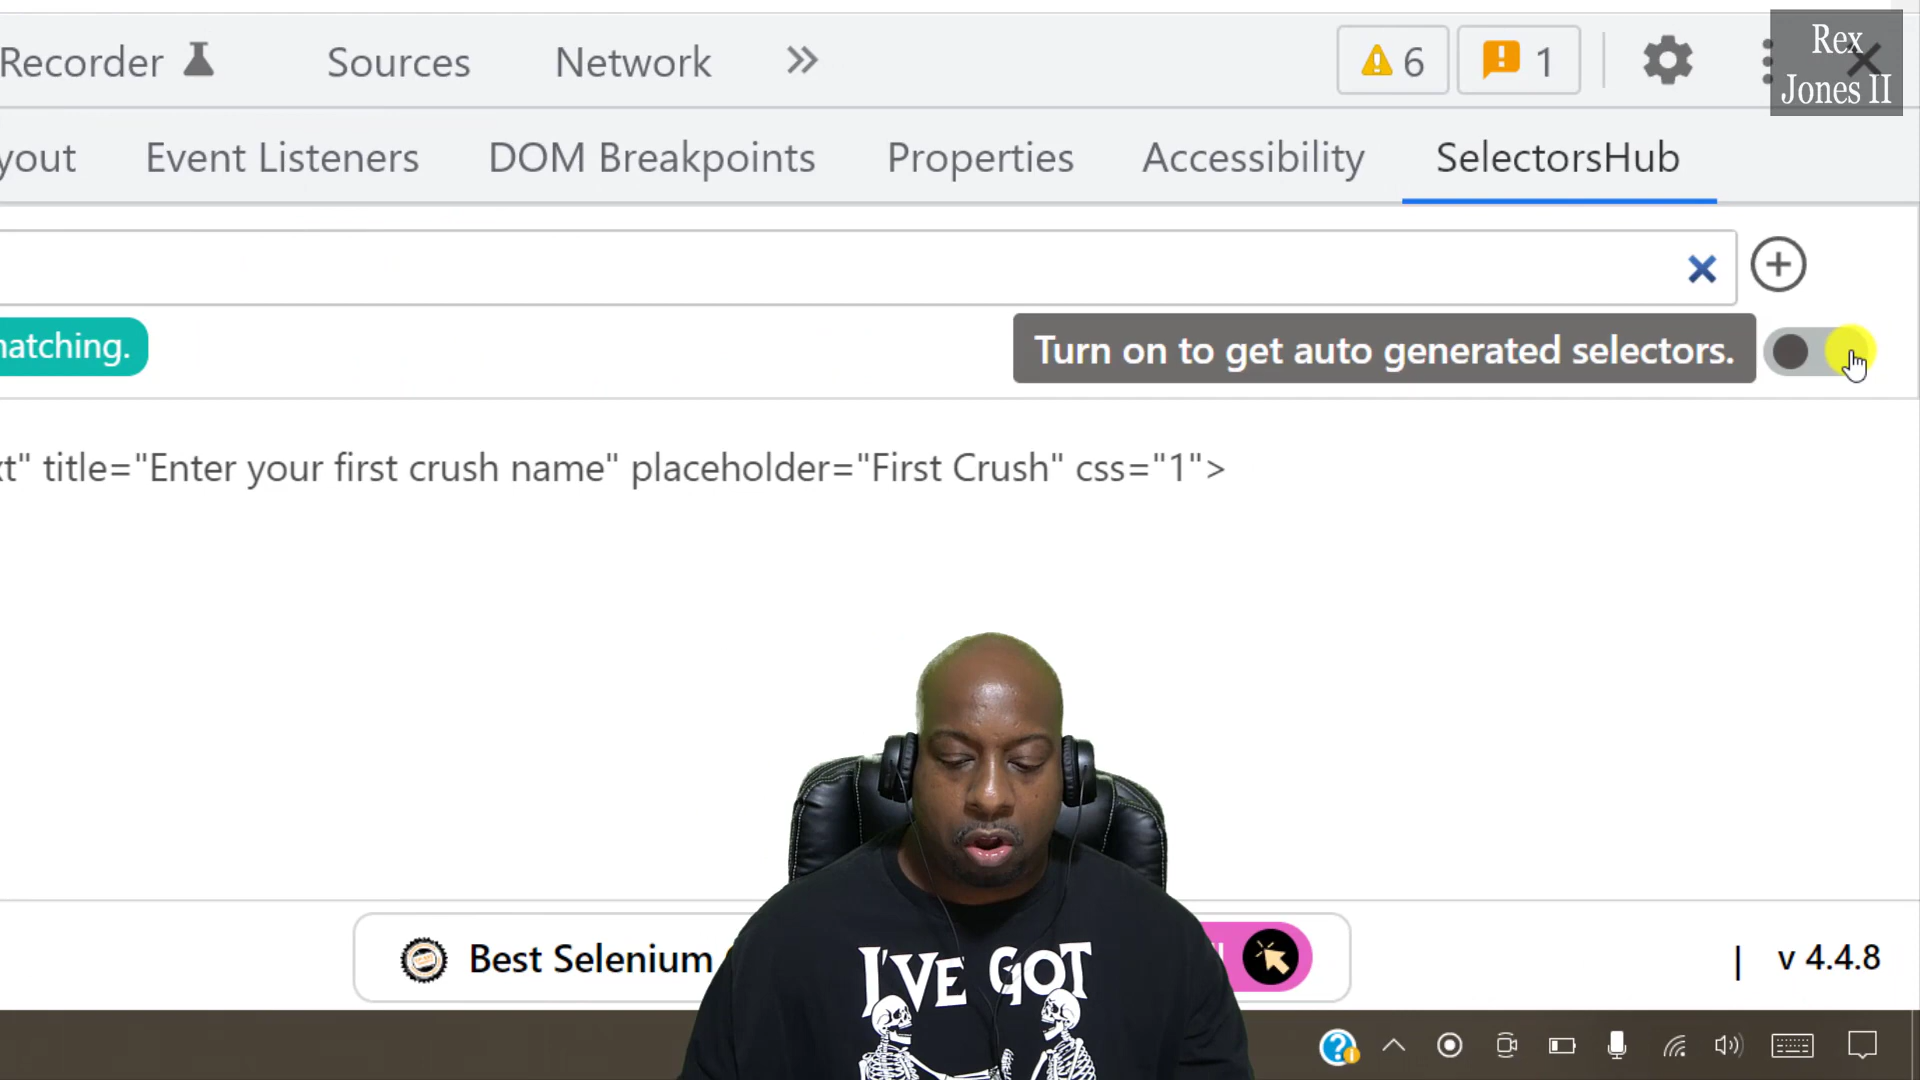 Recorder Sources Network 6 1
Rex
Jones II
yout Event Listeners DOM Breakpoints Properties Accessibility SelectorsHub
natching. Turn on to get auto generated selectors.
xt" title="Enter your first crush name" placeholder="First Crush" css="1">
Best Selenium | v 4.4.8
I'VE GOT